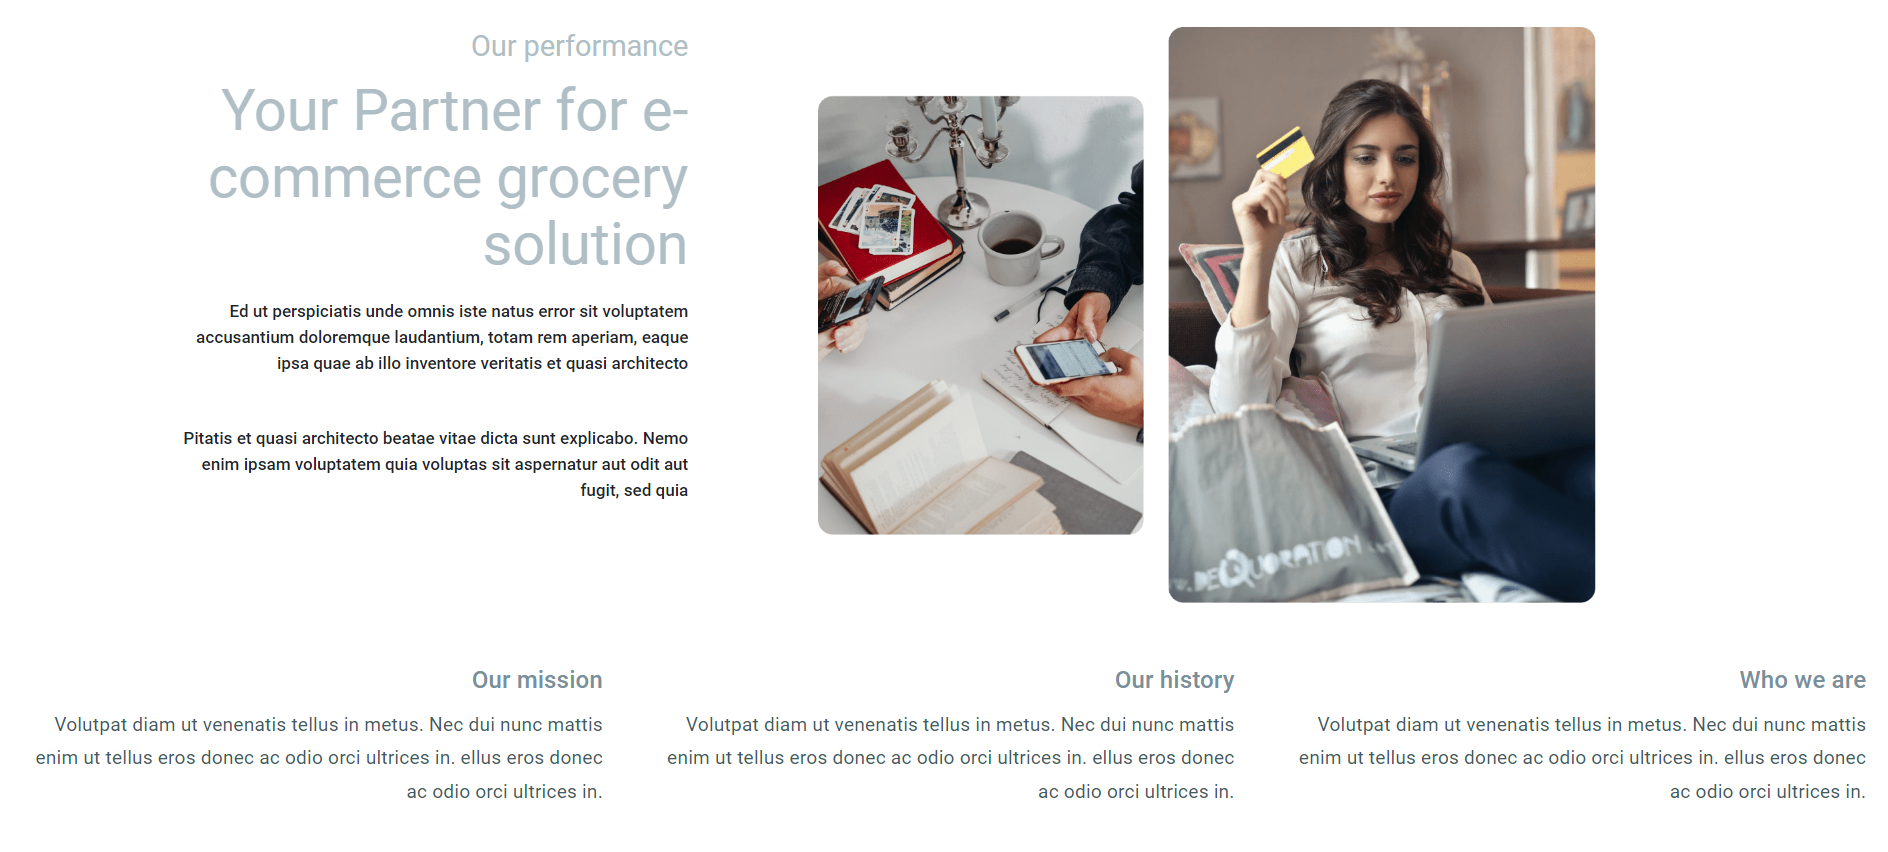 Our performance
Your Partner for e-
commerce grocery
solution
Ed ut perspiciatis unde omnis iste natus error sit voluptatem
accusantium doloremque laudantium, totam rem aperiam, eaque
ipsa quae ab illo inventore veritatis et quasi architecto
Pitatis et quasi architecto beatae vitae dicta sunt explicabo. Nemo
enim ipsam voluptatem quia voluptas sit aspernatur aut odit aut
fugit, sed quia
DEQUORATION
Our mission
Volutpat diam ut venenatis tellus in metus. Nec dui nunc mattis
enim ut tellus eros donec ac odio orci ultrices in. ellus eros donec
ac odio orci ultrices in.
Our history
Volutpat diam ut venenatis tellus in metus. Nec dui nunc mattis
enim ut tellus eros donec ac odio orci ultrices in. ellus eros donec
ac odio orci ultrices in.
Who we are
Volutpat diam ut venenatis tellus in metus. Nec dui nunc mattis
enim ut tellus eros donec ac odio orci ultrices in. ellus eros donec
ac odio orci ultrices in.